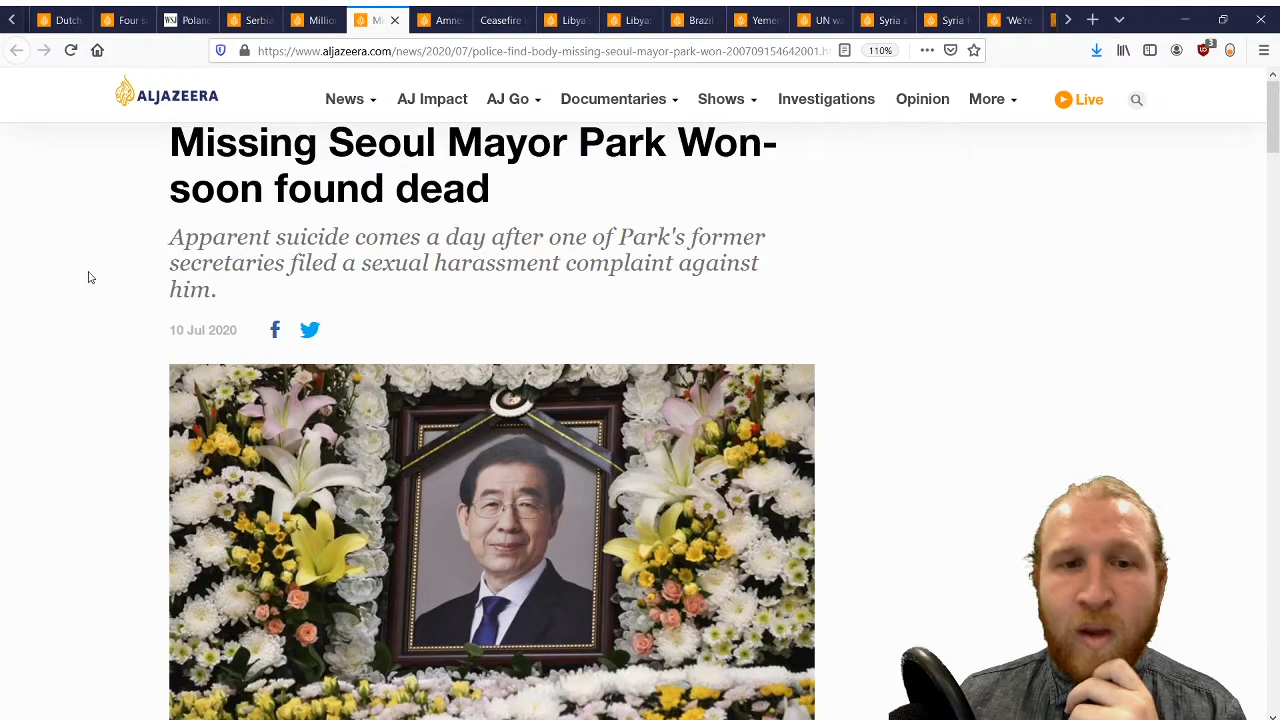 Dutch
Four s
WSJ Poland
Serbia
Million
M
Amne
Ceasefire i
Libya'
Libya:
Brazil
Yemen
UN wa
Syria a
Syria f
'We're
https://www.aljazeera.com/news/2020/07/police-find-body-missing-seoul-mayor-park-won-200709154642001.h
110%
3
ALJAZEERA
News
AJ Impact
AJ Go
Documentaries
Shows
Investigations
Opinion
More
Live
Missing Seoul Mayor Park Won-
soon found dead
Apparent suicide comes a day after one of Park's former
secretaries filed a sexual harassment complaint against
him.
10 Jul 2020